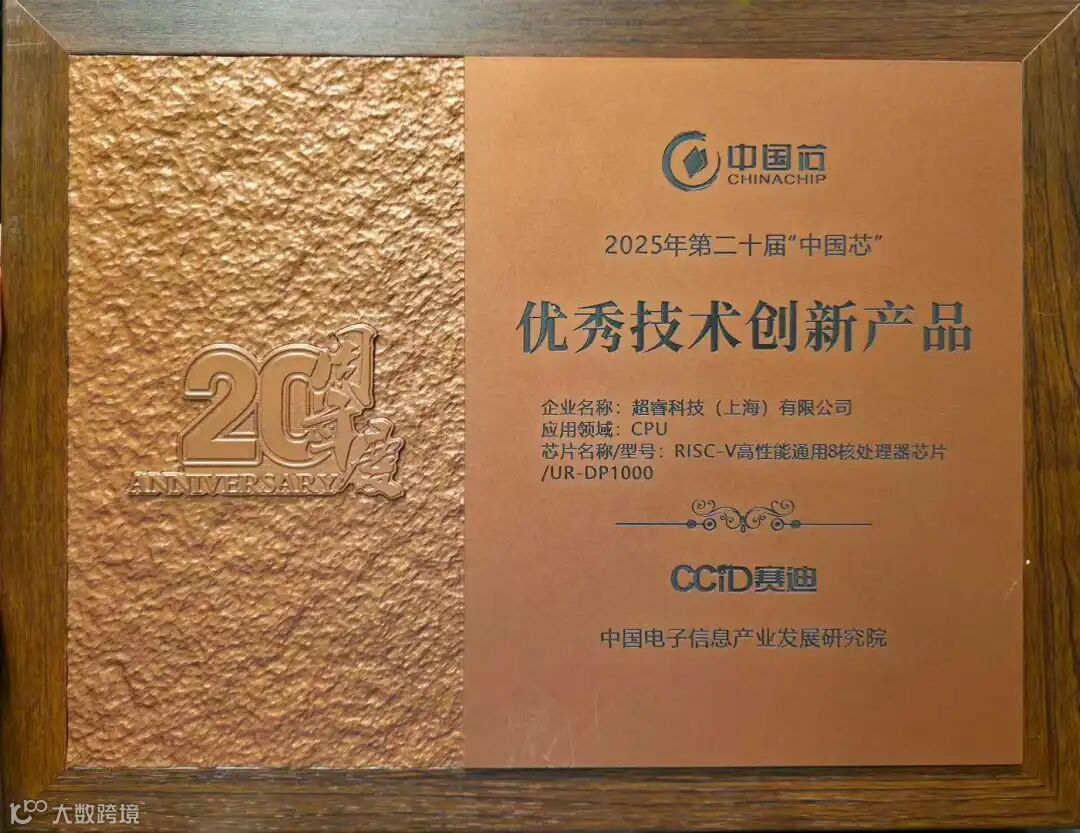 20周年度
ANNIVERSARY
中国芯
CHINACHIP
2025年第二十届“中国芯”
优秀技术创新产品
企业名称：超睿科技（上海）有限公司
应用领域：CPU
芯片名称/型号：RISC-V高性能通用8核处理器芯片
/UR-DP1000
CCID赛迪
中国电子信息产业发展研究院
大数跨境